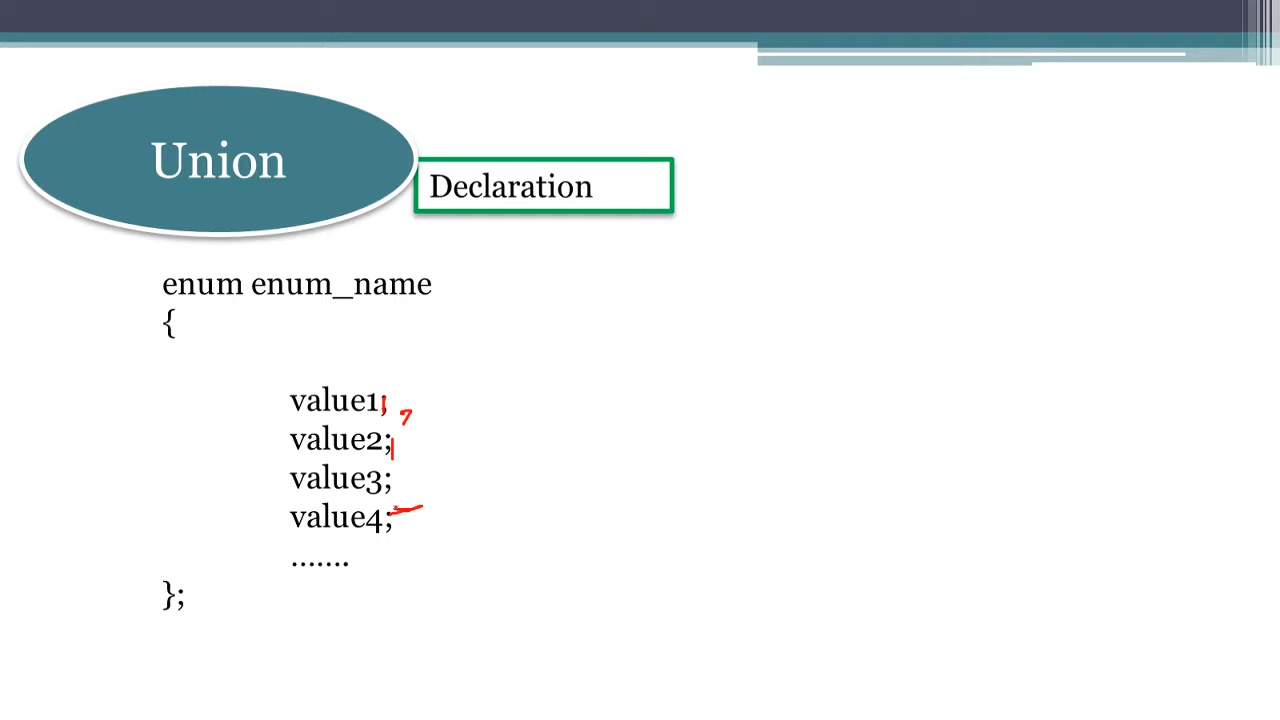 Union
Declaration
enum enum_name
{
value1;
,
value2;
value3;
value4;
.......
};